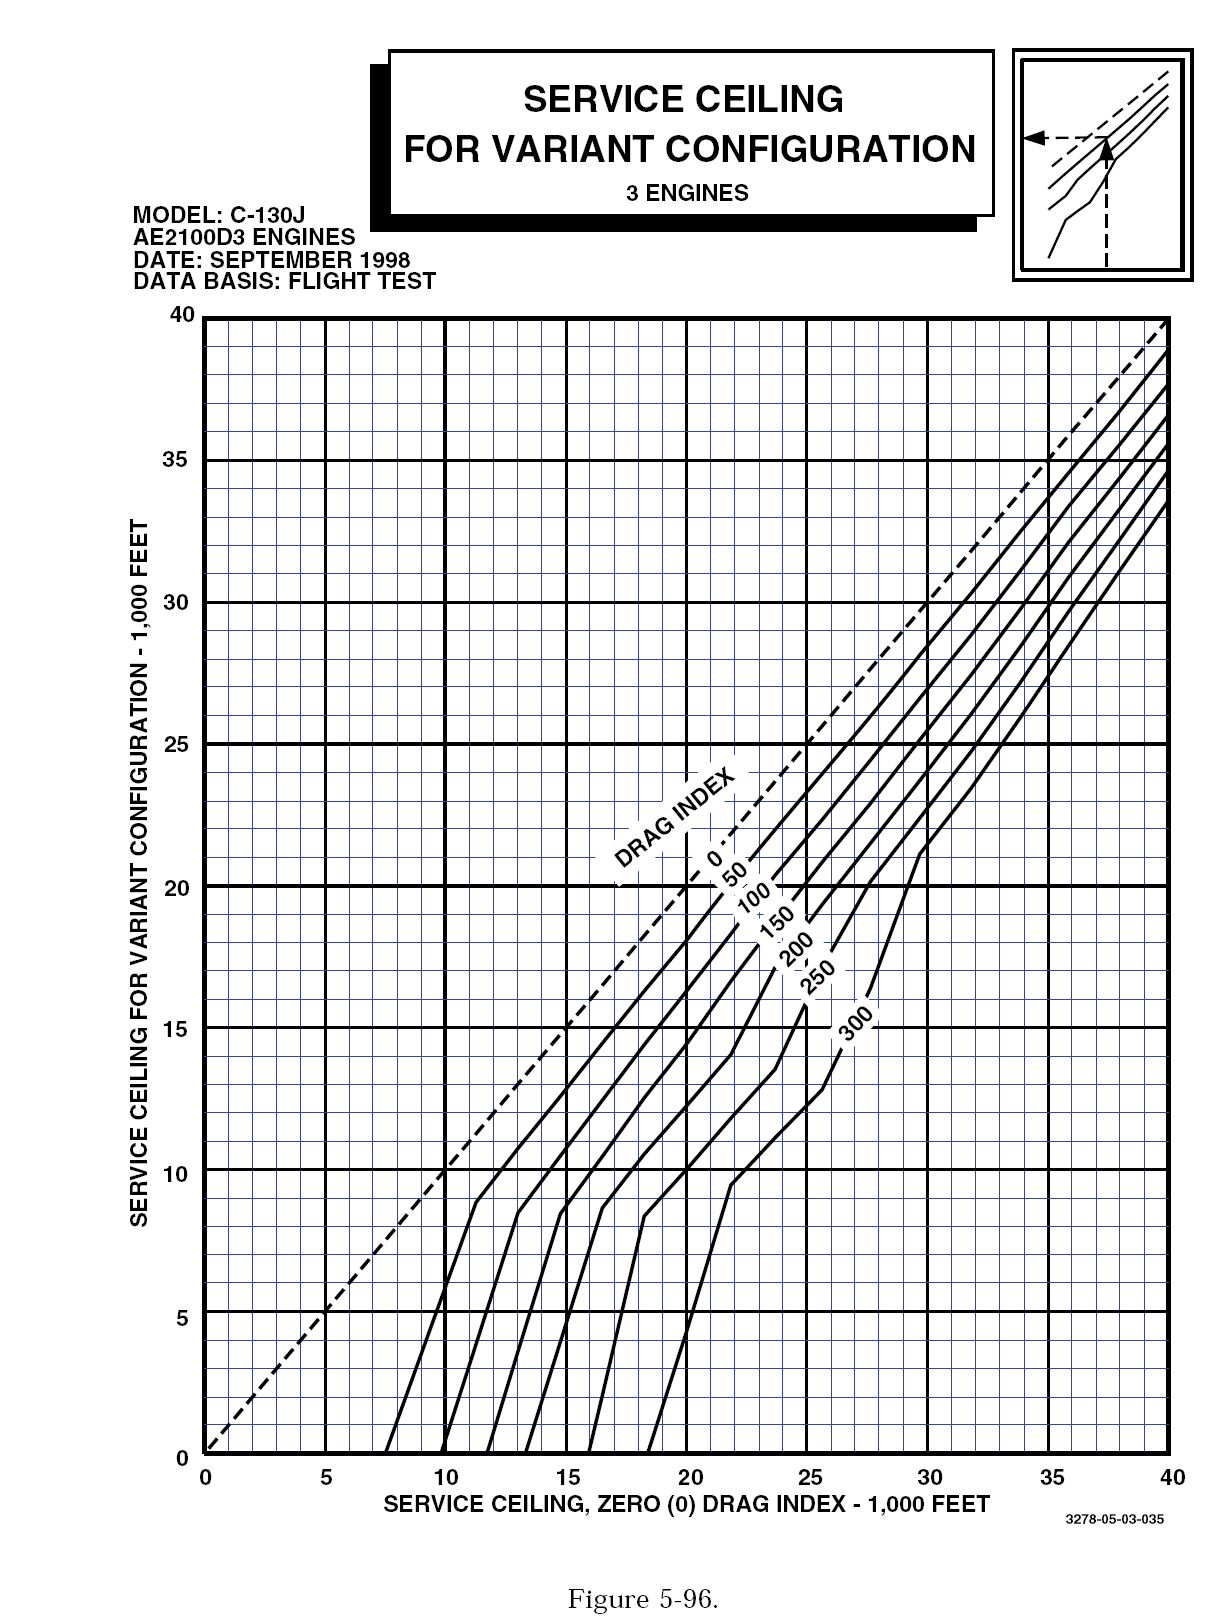 SERVICE CEILING
FOR VARIANT CONFIGURATION
3 ENGINES
MODEL: C-130J
AE2100D3 ENGINES
DATE: SEPTEMBER 1998
DATA BASIS: FLIGHT TEST
40
35
30
25
20
15
10
5
0
SERVICE CEILING FOR VARIANT CONFIGURATION - 1,000 FEET
DRAG INDEX
0
50
100
150
200
250
300
0 5 10 15 20 25 30 35 40
SERVICE CEILING, ZERO (0) DRAG INDEX - 1,000 FEET
3278-05-03-035
Figure 5-96.